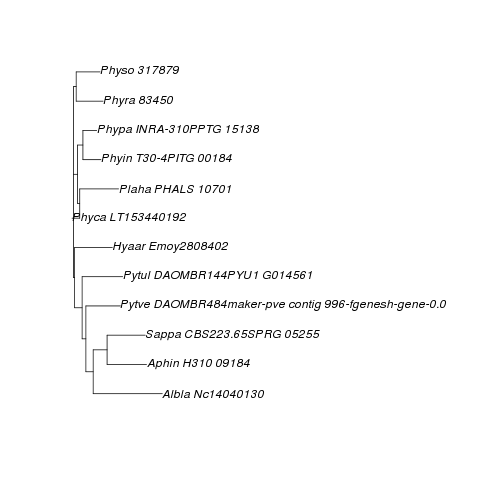 Physo 317879
Phyra 83450
Phypa INRA-310PPTG 15138
Phyin T30-4PITG 00184
Plaha PHALS 10701
Phyca LT153440192
Hyaar Emoy2808402
Pytul DAOMBR144PYU1 G014561
Pytve DAOMBR484maker-pve contig 996-fgenesh-gene-0.0
Sappa CBS223.65SPRG 05255
Aphin H310 09184
Albla Nc14040130